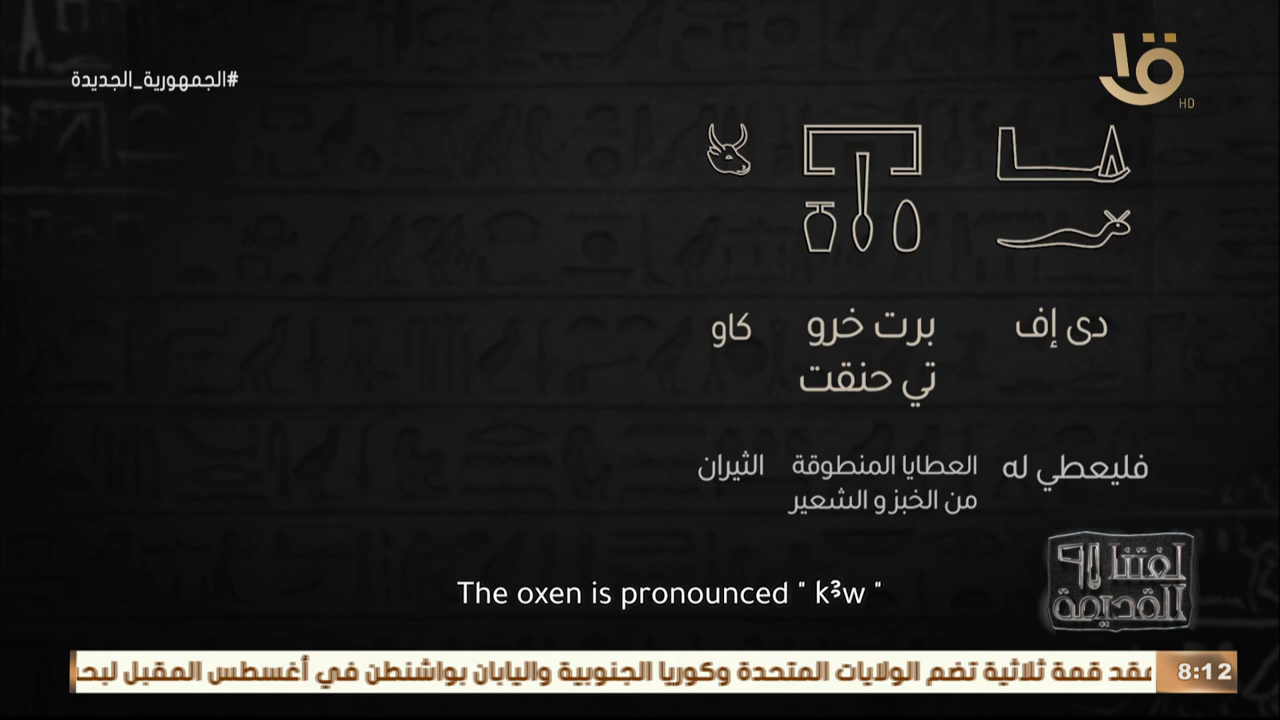 #الجمهورية_الجديدة
HD
دى إف
برت خرو
تي حنقت
كاو
فليعطي له
العطايا المنطوقة
من الخبز و الشعير
الثيران
لغتنا
القديمة
The oxen is pronounced " kꜣw "
8:12
عقد قمة ثلاثية تضم الولايات المتحدة وكوريا الجنوبية واليابان بواشنطن في أغسطس المقبل لبحث